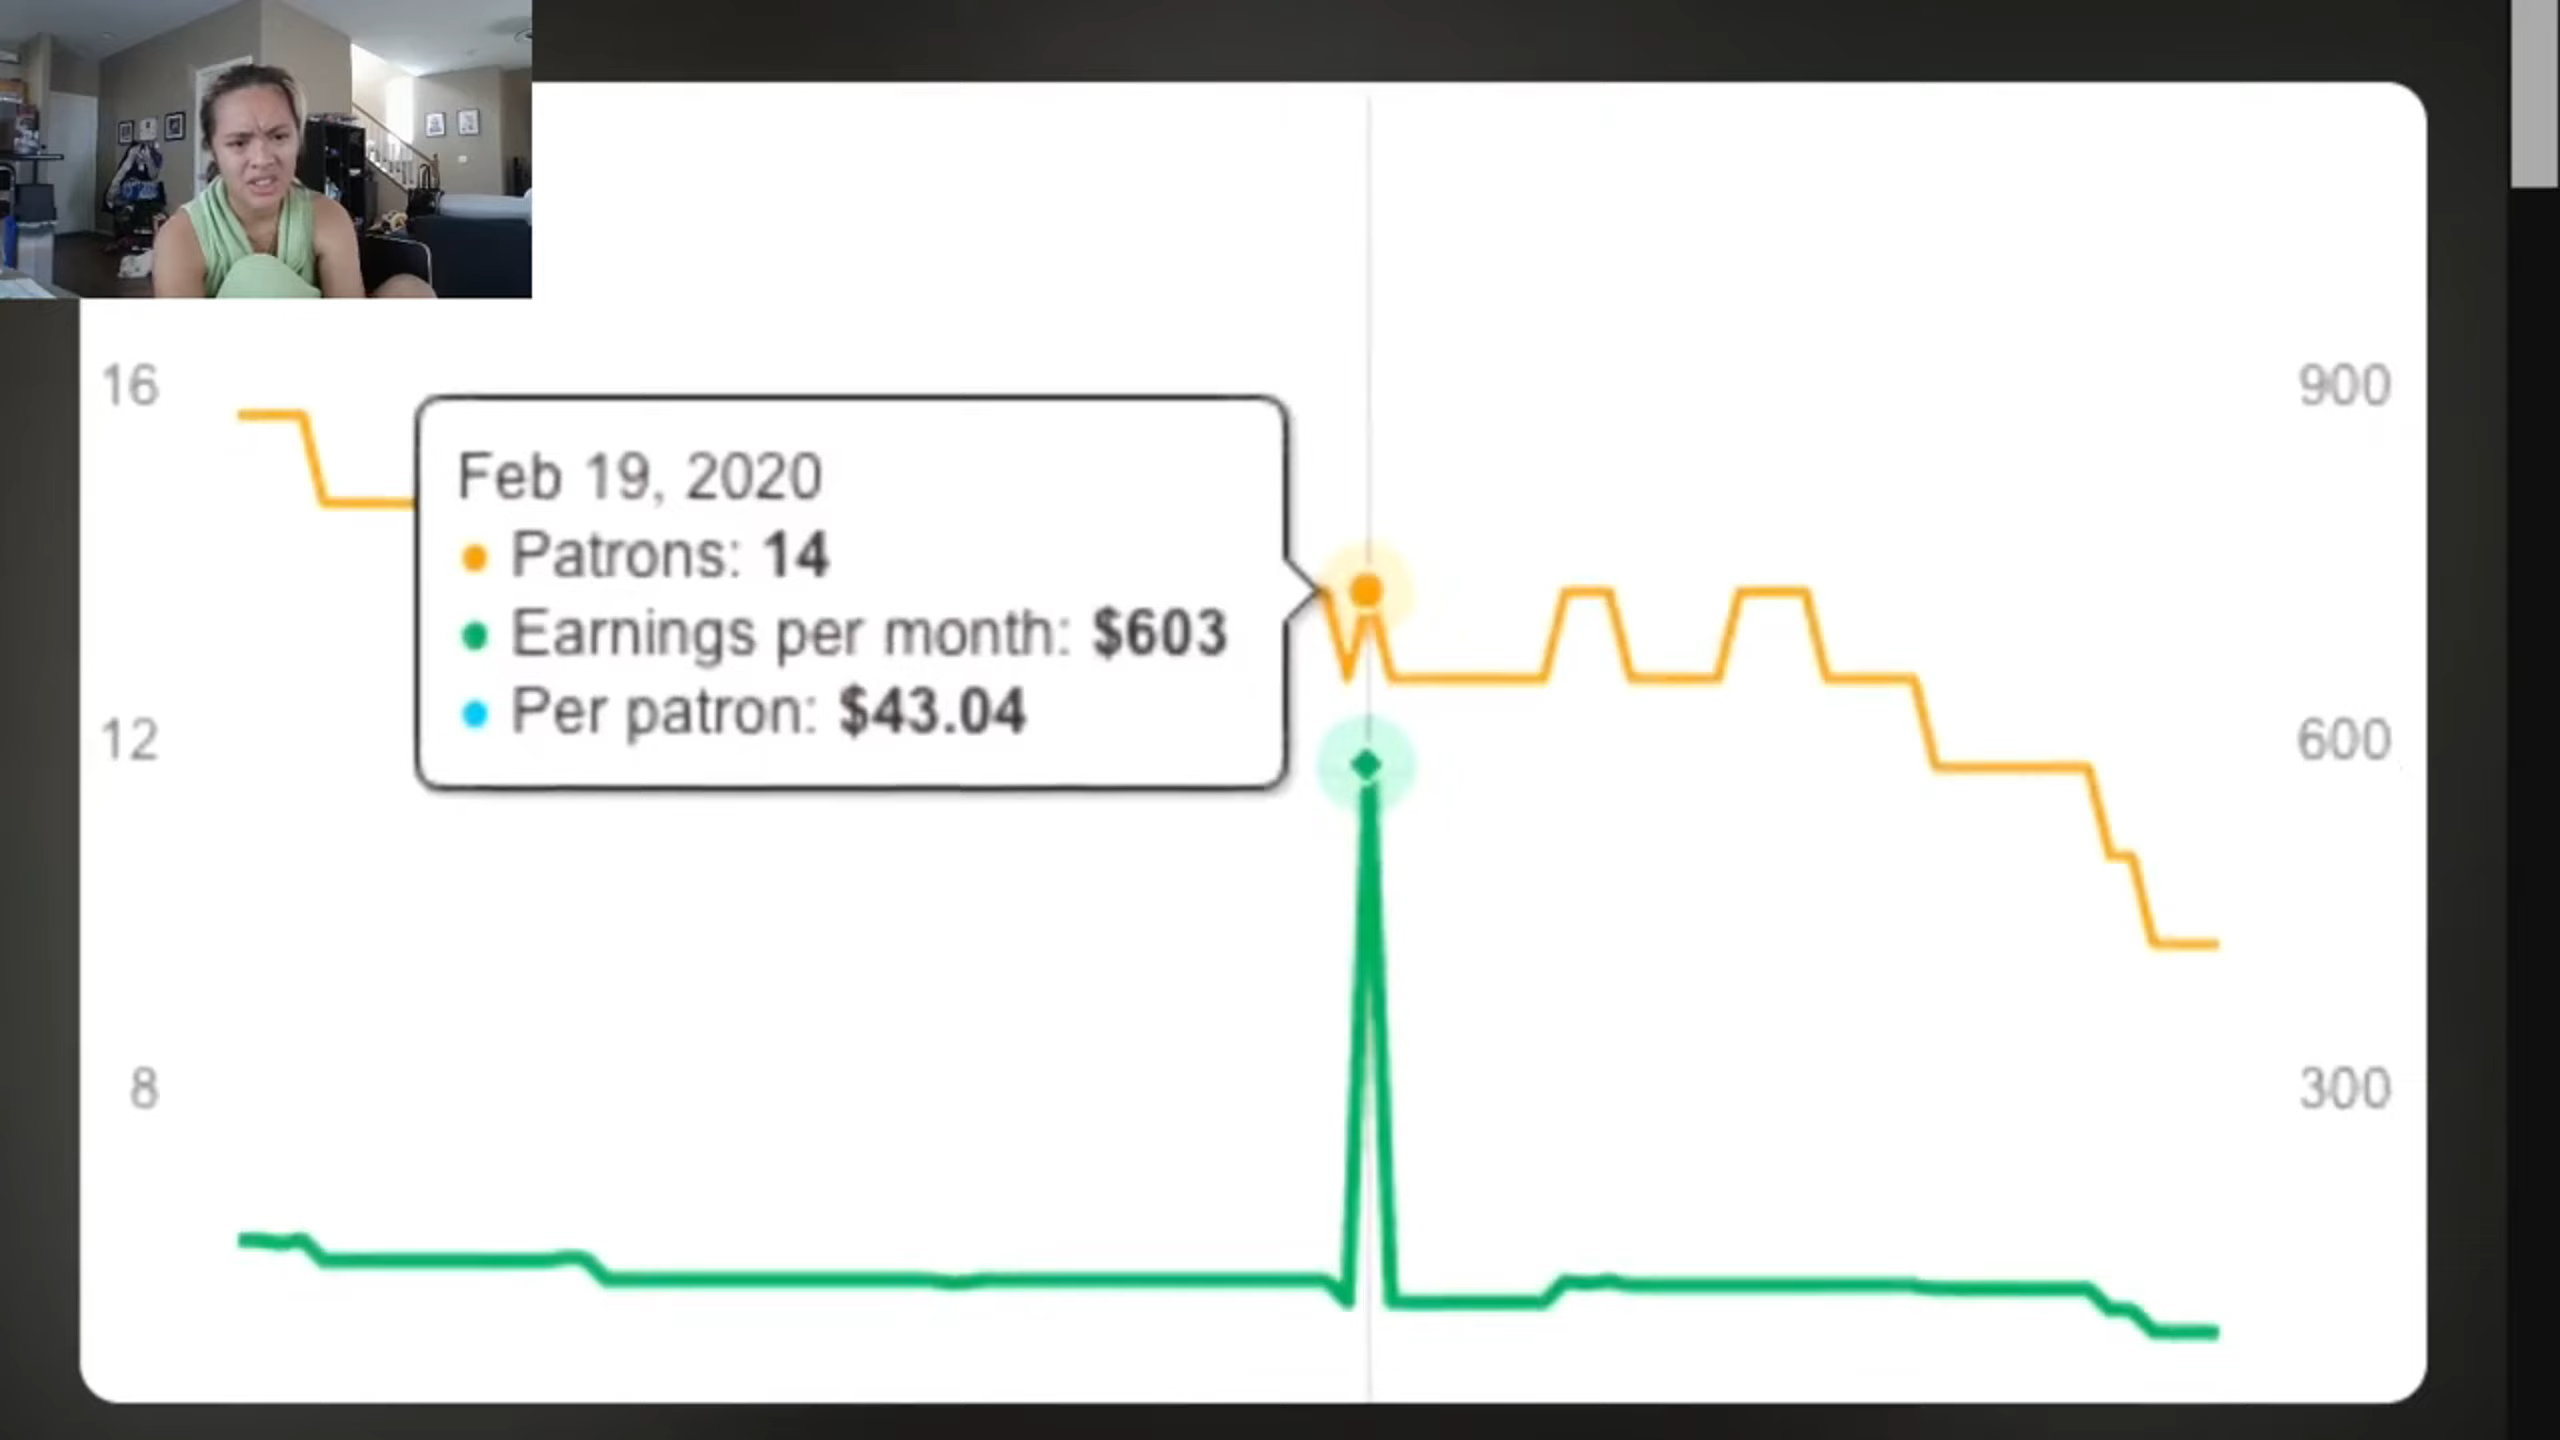 16
900
Feb 19, 2020
Patrons: 14
Earnings per month: $603
Per patron: $43.04
12
600
8
300